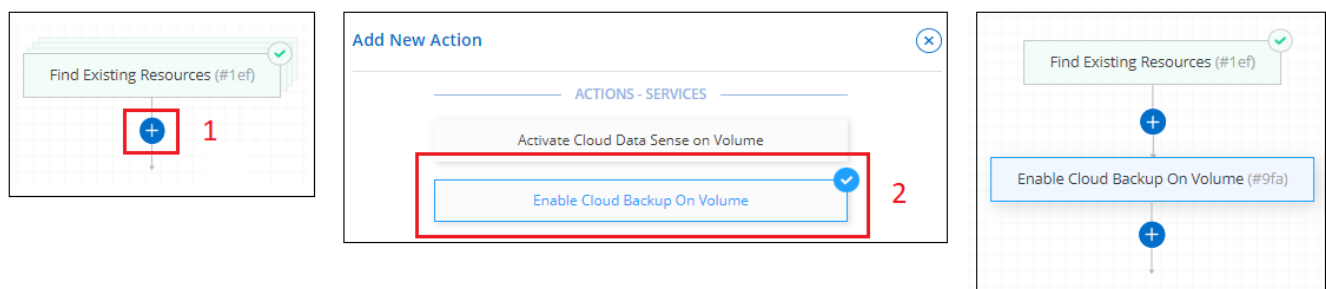 Find Existing Resources (#1ef)
1
Add New Action
ACTIONS - SERVICES
Activate Cloud Data Sense on Volume
Enable Cloud Backup On Volume
2
Find Existing Resources (#1ef)
Enable Cloud Backup On Volume (#9fa)